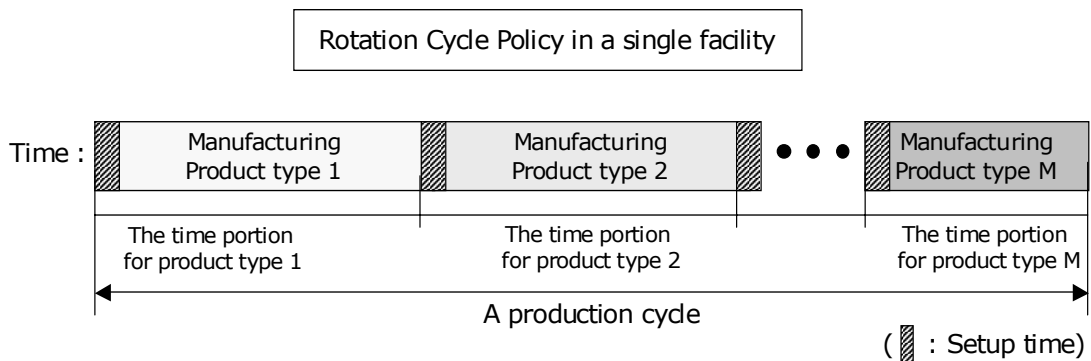 Rotation Cycle Policy in a single facility
Time :
Manufacturing
Product type 1
Manufacturing
Product type 2
Manufacturing
Product type M
The time portion
for product type 1
The time portion
for product type 2
The time portion
for product type M
A production cycle
( : Setup time)